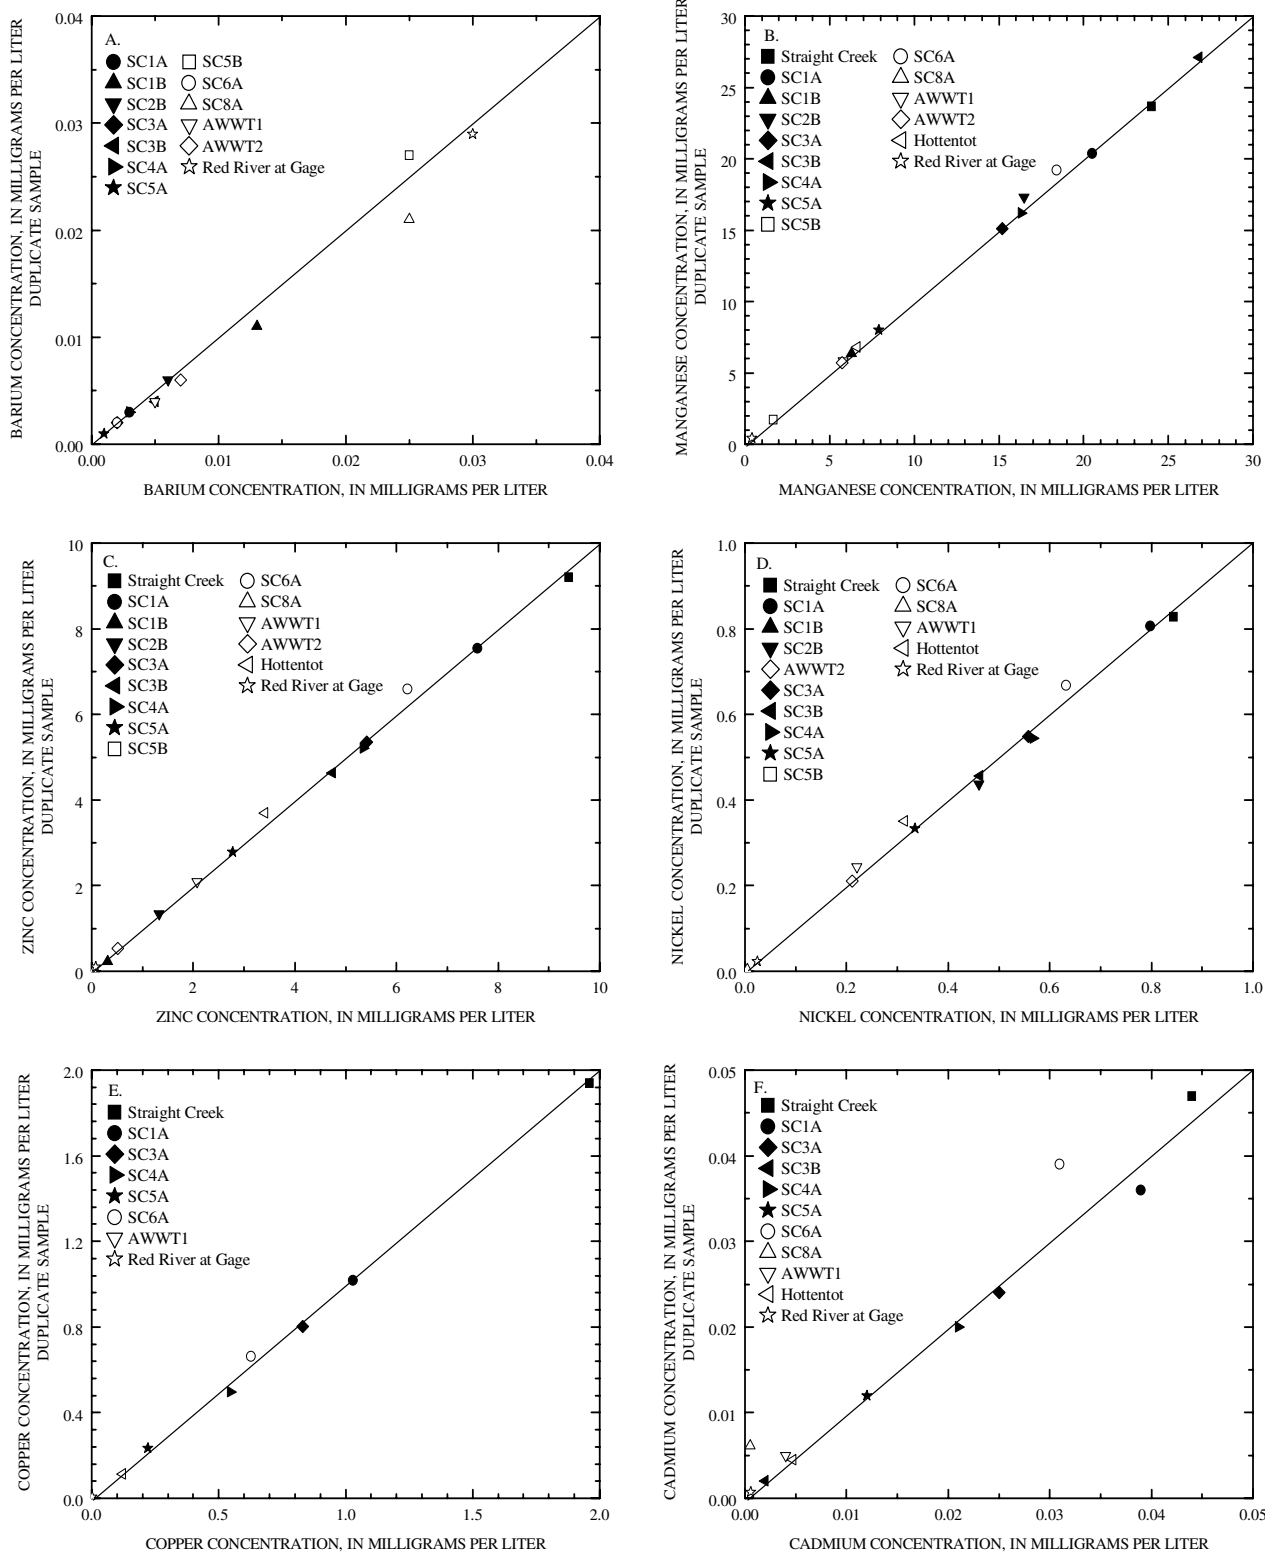 A.
SC1A
SC1B
SC2B
SC3A
SC3B
SC4A
SC5A
SC5B
SC6A
SC8A
AWWT1
AWWT2
Red River at Gage
0.04
0.03
0.02
0.01
0.00
0.00
0.01
0.02
0.03
0.04
BARIUM CONCENTRATION, IN MILLIGRAMS PER LITER
DUPLICATE SAMPLE
BARIUM CONCENTRATION, IN MILLIGRAMS PER LITER
B.
Straight Creek
SC1A
SC1B
SC2B
SC3A
SC3B
SC4A
SC5A
SC5B
SC6A
SC8A
AWWT1
AWWT2
Hottentot
Red River at Gage
30
25
20
15
10
5
0
0
5
10
15
20
25
30
MANGANESE CONCENTRATION, IN MILLIGRAMS PER LITER
DUPLICATE SAMPLE
MANGANESE CONCENTRATION, IN MILLIGRAMS PER LITER
C.
Straight Creek
SC1A
SC1B
SC2B
SC3A
SC3B
SC4A
SC5A
SC5B
SC6A
SC8A
AWWT1
AWWT2
Hottentot
Red River at Gage
10
8
6
4
2
0
0
2
4
6
8
10
ZINC CONCENTRATION, IN MILLIGRAMS PER LITER
DUPLICATE SAMPLE
ZINC CONCENTRATION, IN MILLIGRAMS PER LITER
D.
Straight Creek
SC1A
SC1B
SC2B
AWWT2
SC3A
SC3B
SC4A
SC5A
SC5B
SC6A
SC8A
AWWT1
Hottentot
Red River at Gage
1.0
0.8
0.6
0.4
0.2
0.0
0.0
0.2
0.4
0.6
0.8
1.0
NICKEL CONCENTRATION, IN MILLIGRAMS PER LITER
DUPLICATE SAMPLE
NICKEL CONCENTRATION, IN MILLIGRAMS PER LITER
E.
Straight Creek
SC1A
SC3A
SC4A
SC5A
SC6A
AWWT1
Red River at Gage
2.0
1.6
1.2
0.8
0.4
0.0
0.0
0.5
1.0
1.5
2.0
COPPER CONCENTRATION, IN MILLIGRAMS PER LITER
DUPLICATE SAMPLE
COPPER CONCENTRATION, IN MILLIGRAMS PER LITER
F.
Straight Creek
SC1A
SC3A
SC3B
SC4A
SC5A
SC6A
SC8A
AWWT1
Hottentot
Red River at Gage
0.05
0.04
0.03
0.02
0.01
0.00
0.00
0.01
0.02
0.03
0.04
0.05
CADMIUM CONCENTRATION, IN MILLIGRAMS PER LITER
DUPLICATE SAMPLE
CADMIUM CONCENTRATION, IN MILLIGRAMS PER LITER